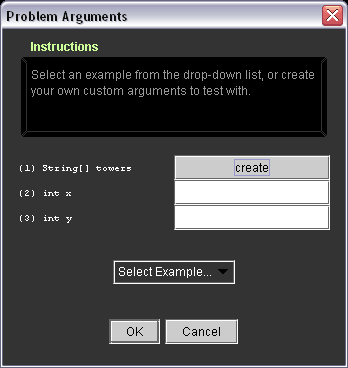 Problem Arguments
Instructions
Select an example from the drop-down list, or create
your own custom arguments to test with.
(1) String[] towers
create
(2) int x
(3) int y
Select Example...
OK
Cancel